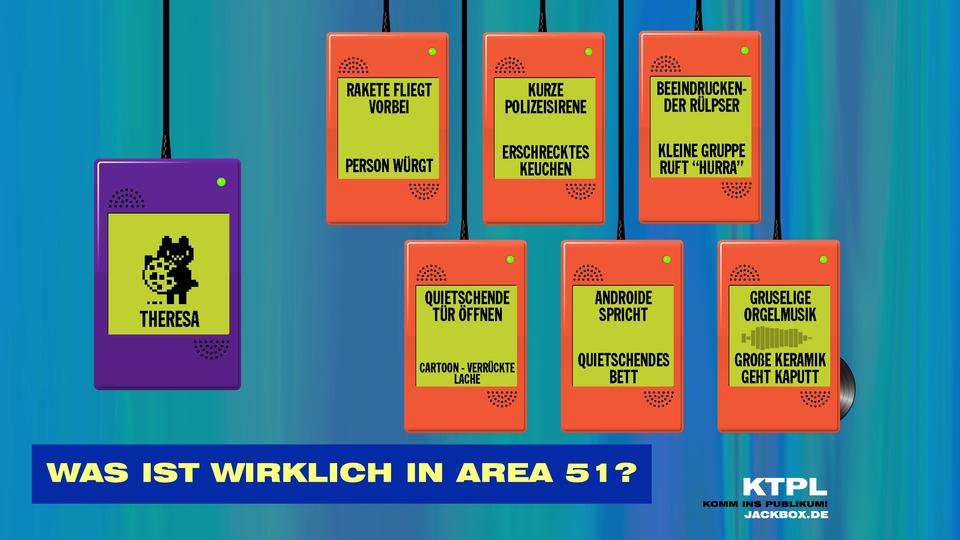 RAKETE FLIEGT
VORBEI
PERSON WÜRGT
KURZE
POLIZEISIRENE
ERSCHRECKTES
KEUCHEN
BEEINDRUCKEN-
DER RÜLPSER
KLEINE GRUPPE
RUFT “HURRA”
THERESA
QUIETSCHENDE
TÜR ÖFFNEN
CARTOON - VERRÜCKTE
LACHE
ANDROIDE
SPRICHT
QUIETSCHENDES
BETT
GRUSELIGE
ORGELMUSIK
GROßE KERAMIK
GEHT KAPUTT
WAS IST WIRKLICH IN AREA 51?
KTPL
KOMM INS PUBLIKUM!
JACKBOX.DE